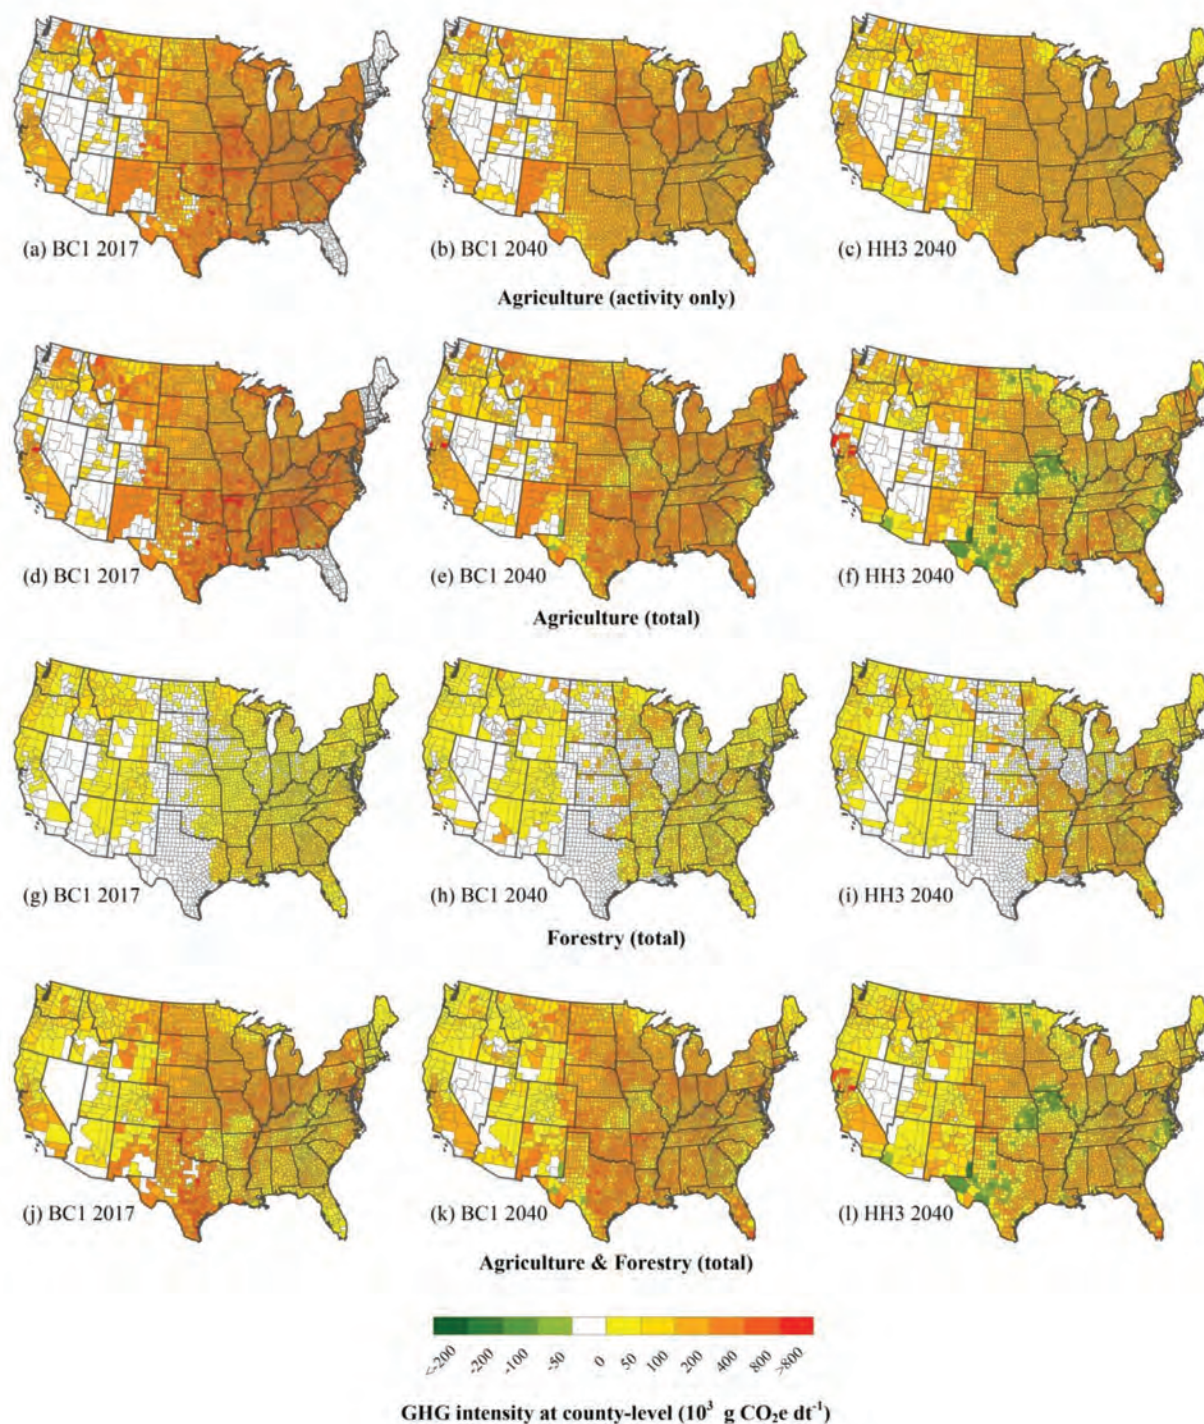 (a) BC1 2017
(b) BC1 2040
(c) HH3 2040
Agriculture (activity only)
(d) BC1 2017
(e) BC1 2040
(f) HH3 2040
Agriculture (total)
(g) BC1 2017
(h) BC1 2040
(i) HH3 2040
Forestry (total)
(j) BC1 2017
(k) BC1 2040
(l) HH3 2040
Agriculture & Forestry (total)
<-200 -200 -100 -50 0 50 100 200 400 800 >800
GHG intensity at county-level (10³ g CO₂e dt⁻¹)